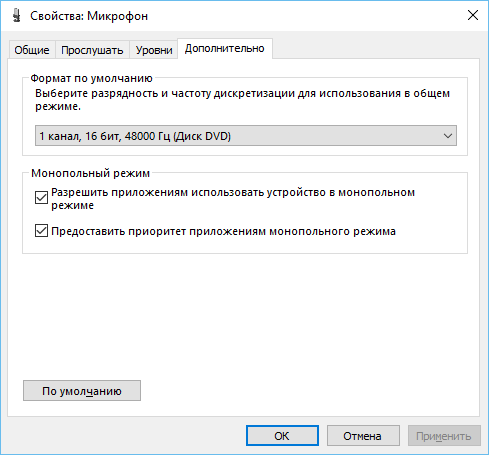 Свойства: Микрофон
Общие Прослушать Уровни Дополнительно
Формат по умолчанию
Выберите разрядность и частоту дискретизации для использования в общем
режиме.
1 канал, 16 бит, 48000 Гц (Диск DVD)
Монопольный режим
Разрешить приложениям использовать устройство в монопольном
режиме
Предоставить приоритет приложениям монопольного режима
По умолчанию
ОК Отмена Применить